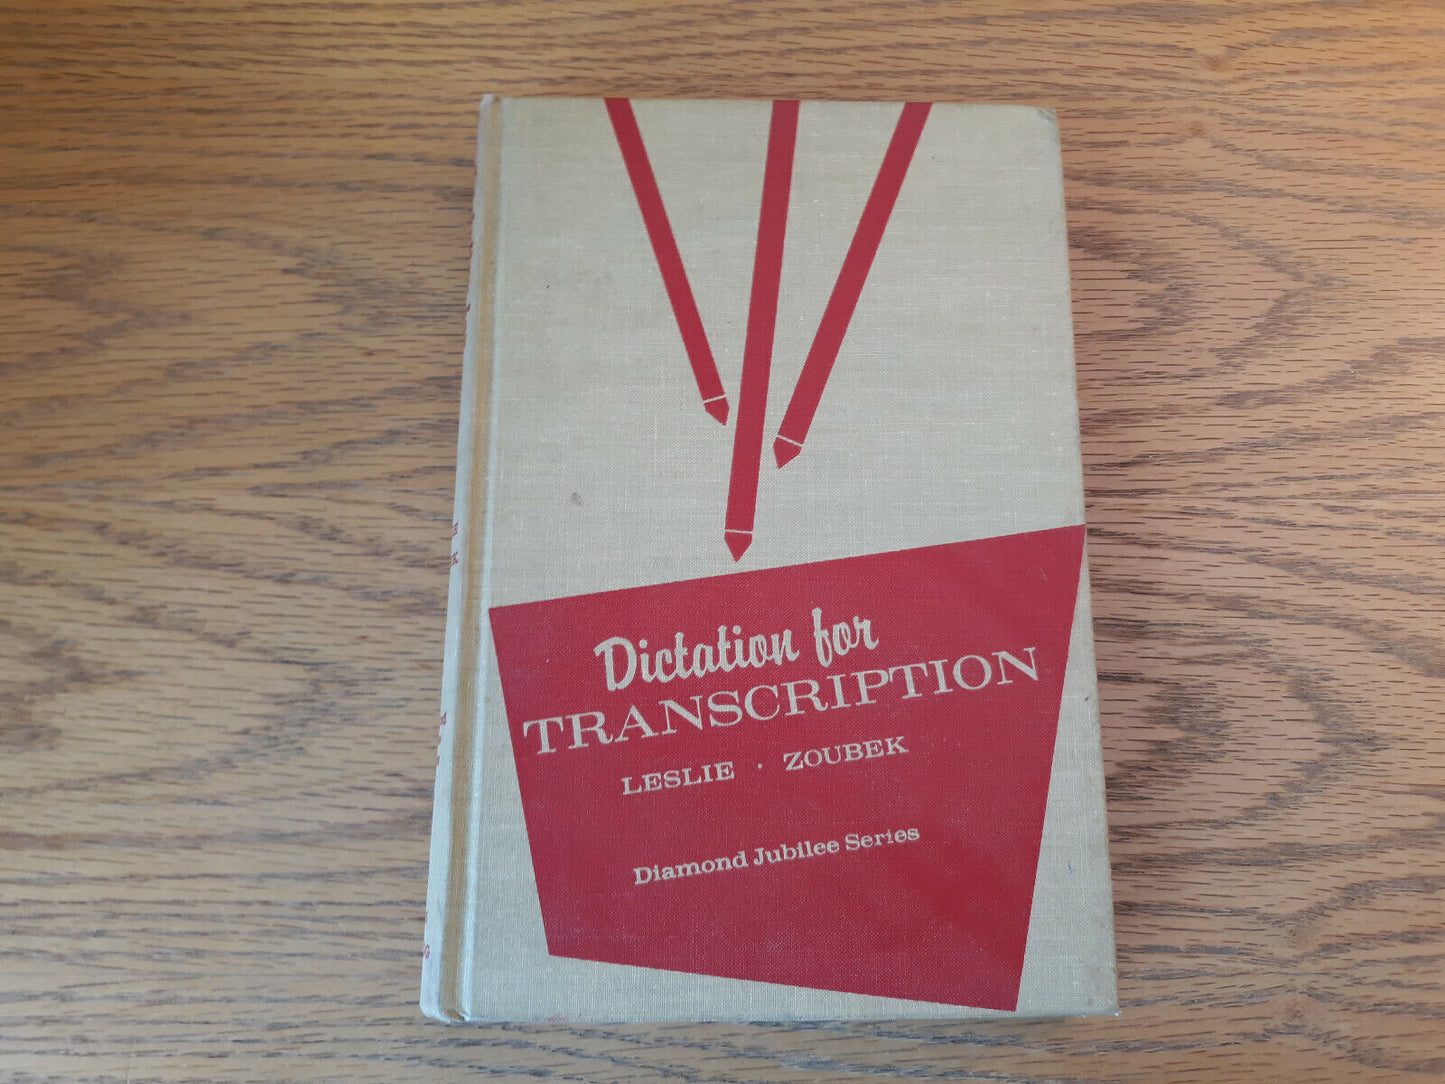 Dictation for
TRANSCRIPTION
LESLIE · ZOUBEK
Diamond Jubilee Series